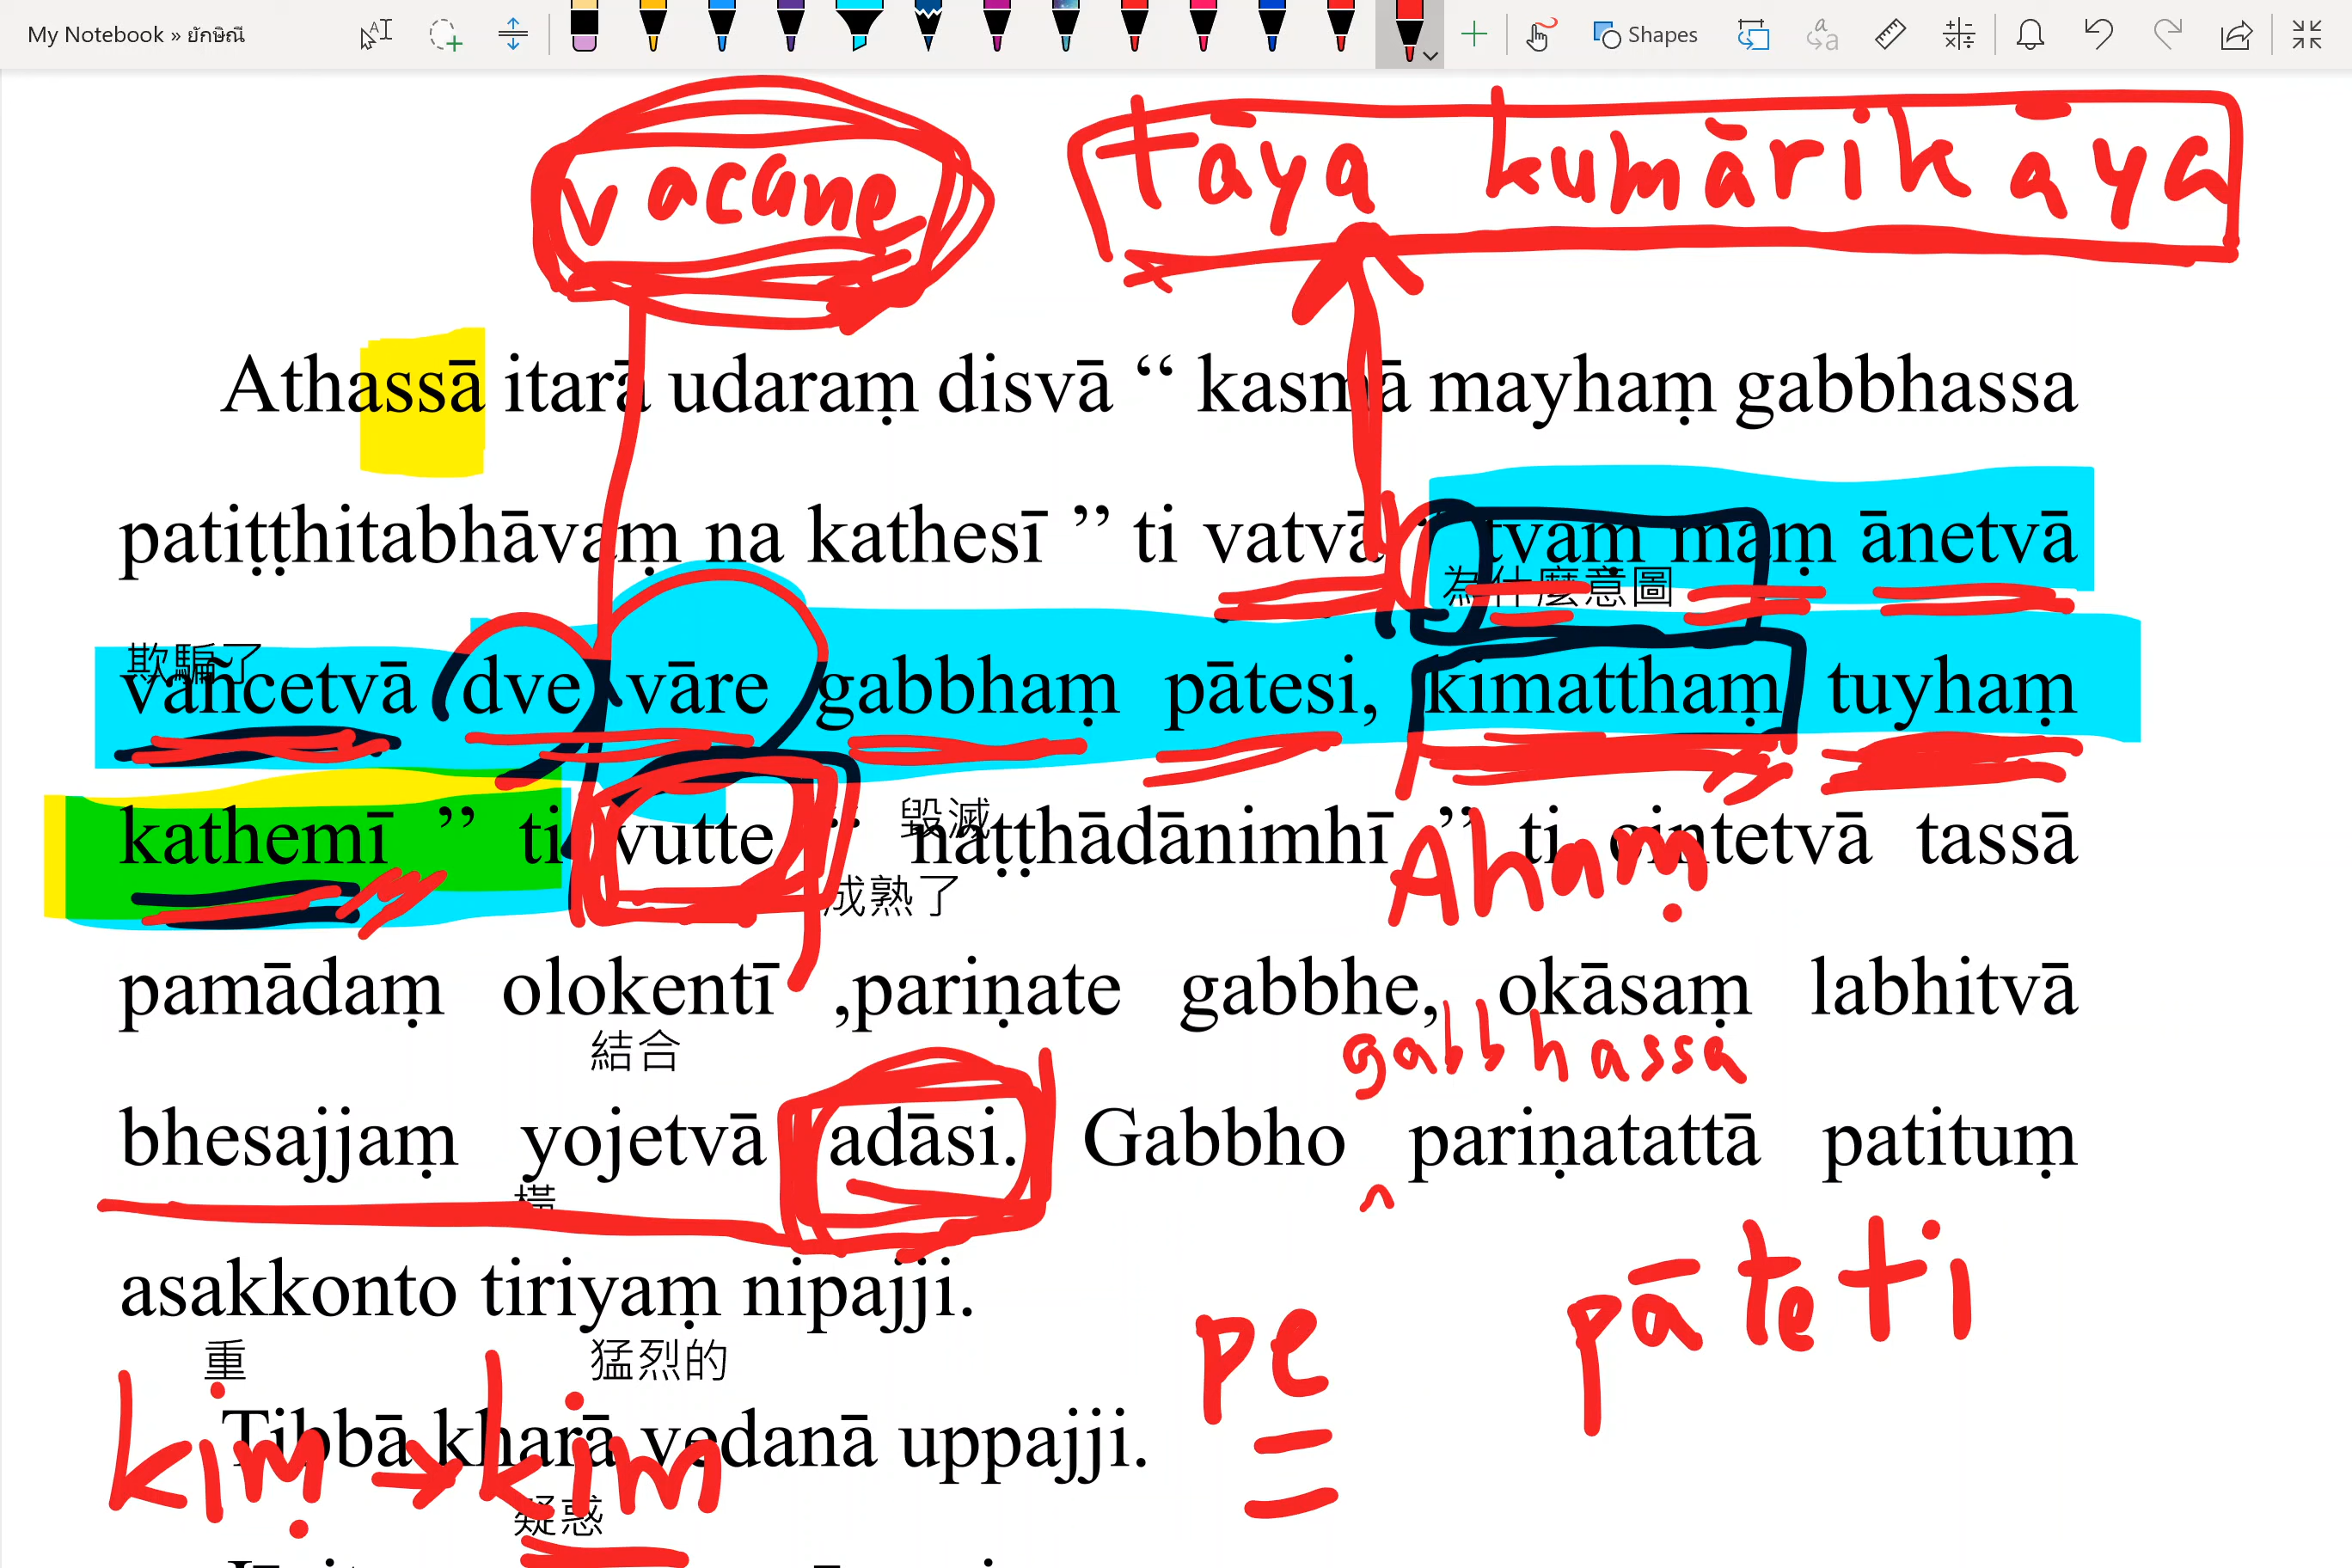 My Notebook » ยักษิณี
Shapes
vacane
tāya kumārikāya
Athassā itarā udaraṃ disvā “ kasmā mayhaṃ gabbhassa
patiṭṭhitabhāvaṃ na kathesī ” ti vatvā “ tvaṃ maṃ ānetvā
為什麼意圖
欺騙了
vañcetvā dve vāre gabbhaṃ pātesi, kimatthaṃ tuyhaṃ
毀滅
kathemī ” ti vutte “ naṭṭhādānimhī ” ti cintetvā tassā
成熟了
Ahaṃ
pamādaṃ olokentī ,pariṇate gabbhe, okāsaṃ labhitvā
結合
gabbhassa
bhesajjaṃ yojetvā adāsi. Gabbho pariṇatattā patituṃ
橫
asakkonto tiriyaṃ nipajji.
pe
pāteti
重 猛烈的
Tibbā kharā vedanā uppajji.
kiṃ → kim
疑惑